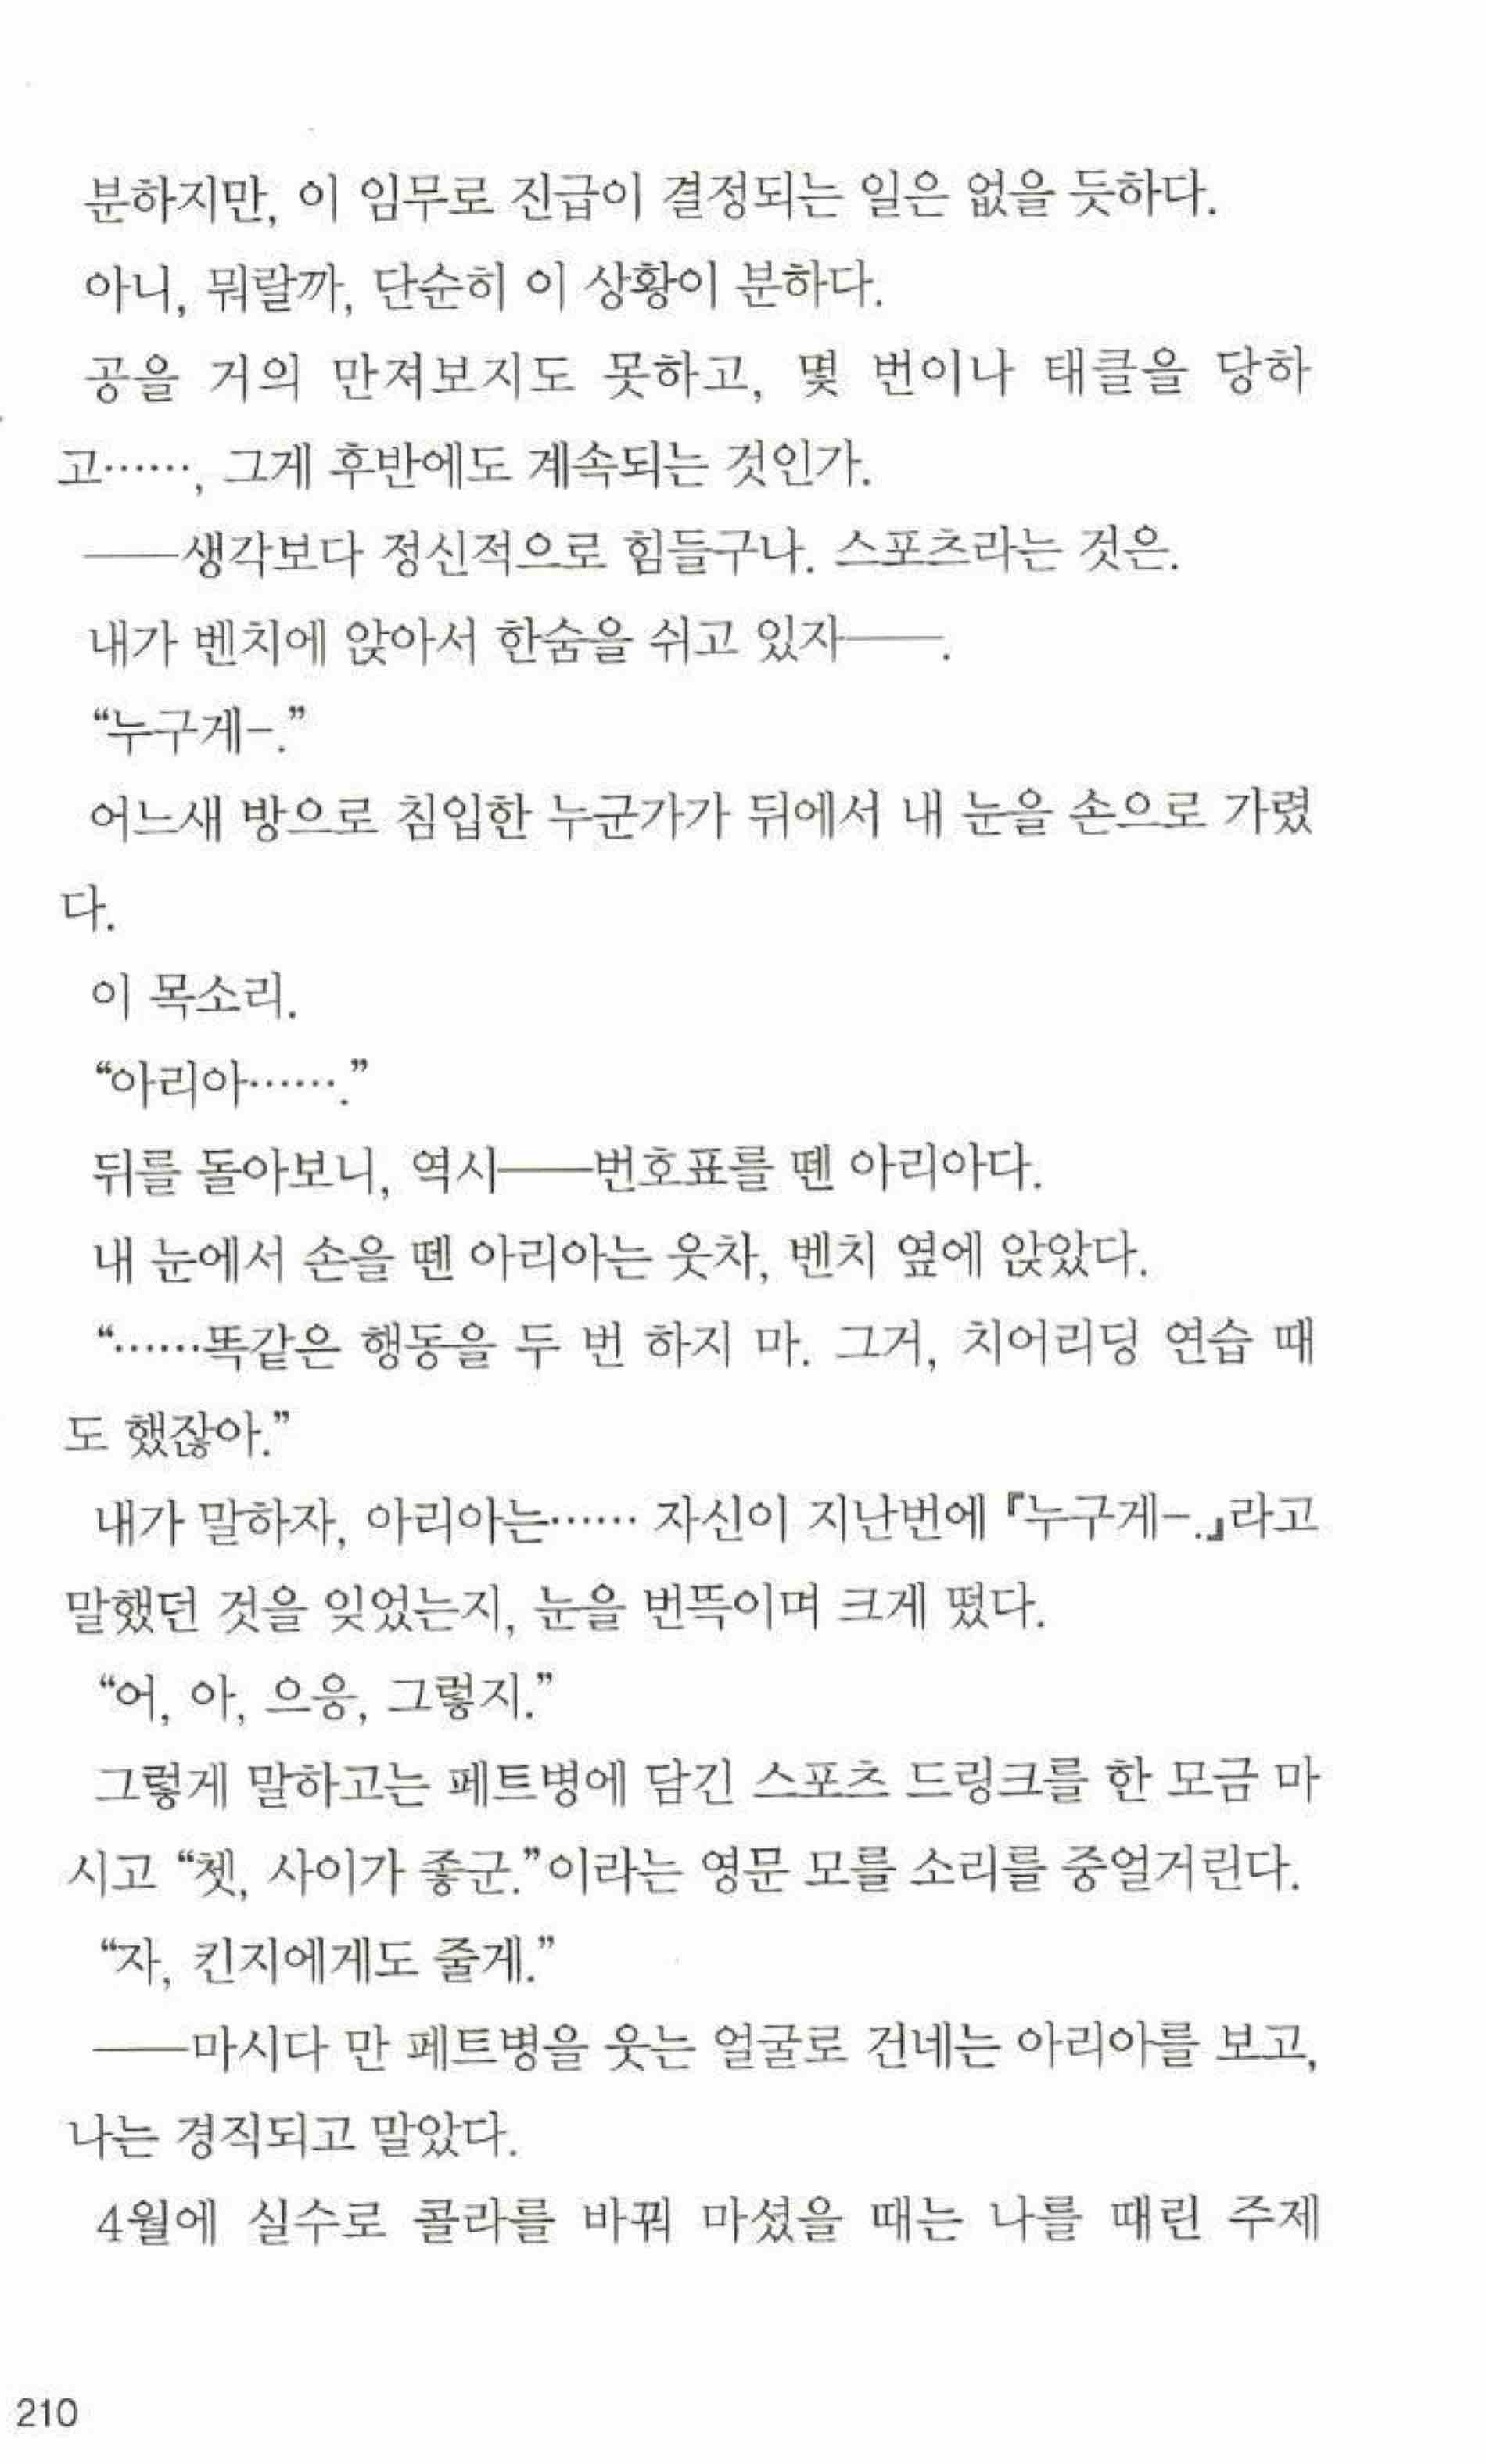 분하지만, 이 임무로 진급이 결정되는 일은 없을 듯하다.
아니, 뭐랄까, 단순히 이 상황이 분하다.
공을 거의 만져보지도 못하고, 몇 번이나 태클을 당하
고……, 그게 후반에도 계속되는 것인가.
──생각보다 정신적으로 힘들구나. 스포츠라는 것은.
내가 벤치에 앉아서 한숨을 쉬고 있자──.
“누구게-.”
어느새 방으로 침입한 누군가가 뒤에서 내 눈을 손으로 가렸
다.
이 목소리.
“아리아…….”
뒤를 돌아보니, 역시──번호표를 뗀 아리아다.
내 눈에서 손을 뗀 아리아는 웃차, 벤치 옆에 앉았다.
“……똑같은 행동을 두 번 하지 마. 그거, 치어리딩 연습 때
도 했잖아.”
내가 말하자, 아리아는…… 자신이 지난번에 『누구게-.』라고
말했던 것을 잊었는지, 눈을 번뜩이며 크게 떴다.
“어, 아, 으응, 그렇지.”
그렇게 말하고는 페트병에 담긴 스포츠 드링크를 한 모금 마
시고 “쳇, 사이가 좋군.”이라는 영문 모를 소리를 중얼거린다.
“자, 킨지에게도 줄게.”
──마시다 만 페트병을 웃는 얼굴로 건네는 아리아를 보고,
나는 경직되고 말았다.
4월에 실수로 콜라를 바꿔 마셨을 때는 나를 때린 주제
210